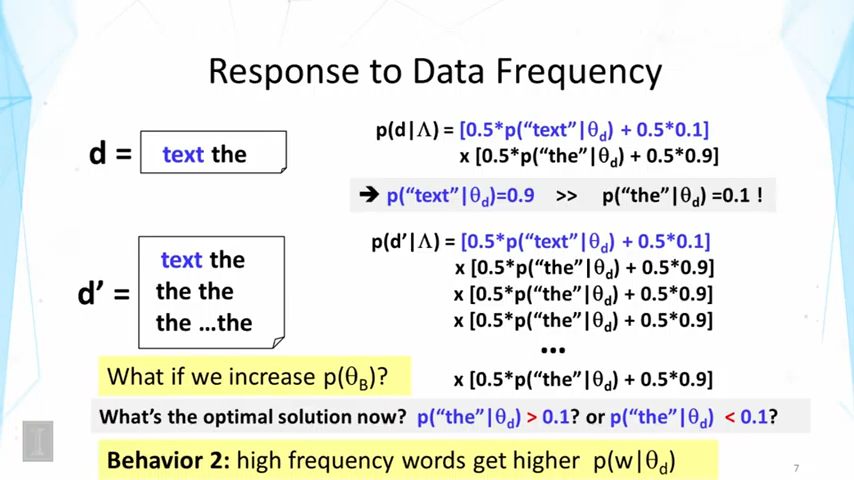 Response to Data Frequency
d = text the
p(d|Λ) = [0.5*p(“text”|θd) + 0.5*0.1]
x [0.5*p(“the”|θd) + 0.5*0.9]
➔ p(“text”|θd)=0.9 >> p(“the”|θd) =0.1 !
d’ = text the
the the
the …the
p(d’|Λ) = [0.5*p(“text”|θd) + 0.5*0.1]
x [0.5*p(“the”|θd) + 0.5*0.9]
x [0.5*p(“the”|θd) + 0.5*0.9]
x [0.5*p(“the”|θd) + 0.5*0.9]
...
x [0.5*p(“the”|θd) + 0.5*0.9]
What if we increase p(θB)?
What’s the optimal solution now? p(“the”|θd) > 0.1? or p(“the”|θd) < 0.1?
Behavior 2: high frequency words get higher p(w|θd)
7